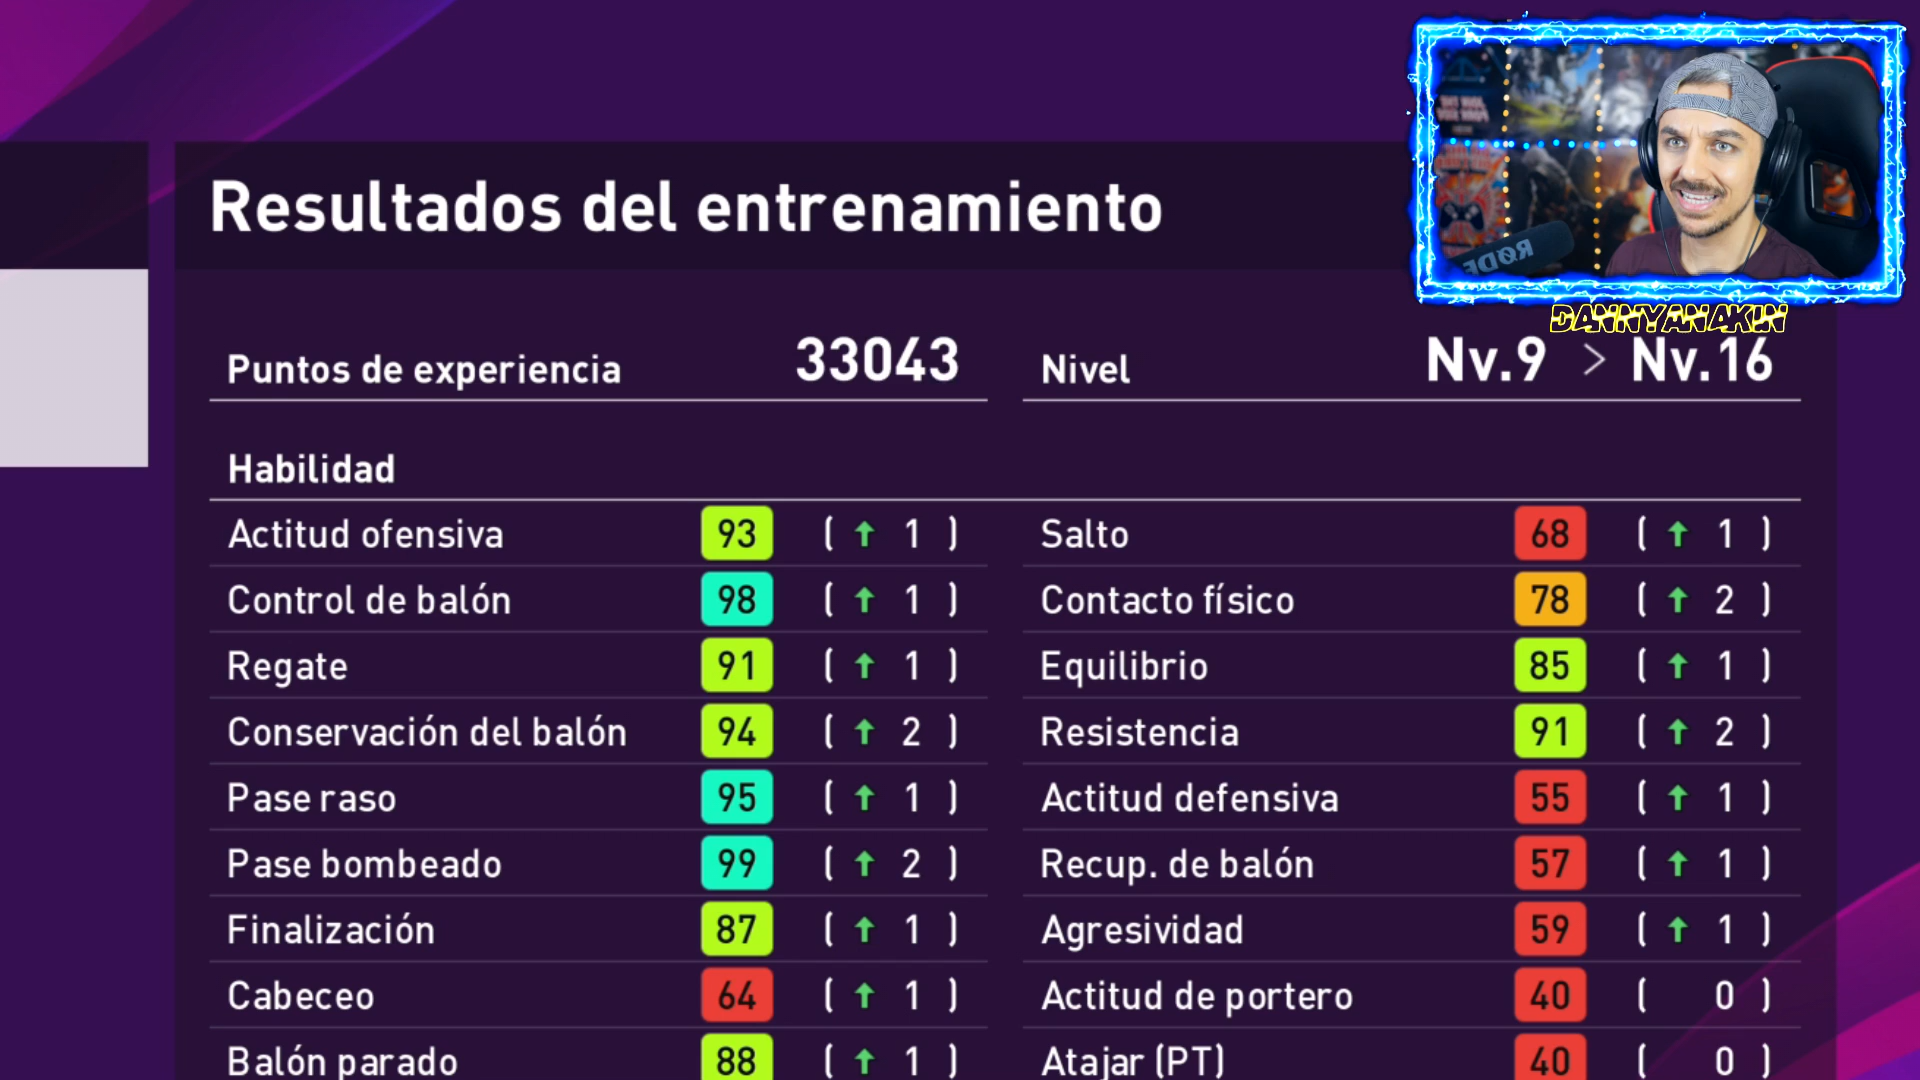 Resultados del entrenamiento
RØDE
DANNYANAKIN
Puntos de experiencia 33043 Nivel Nv.9 > Nv.16
Habilidad
Actitud ofensiva 93 ( ↑ 1 ) Salto 68 ( ↑ 1 )
Control de balón 98 ( ↑ 1 ) Contacto físico 78 ( ↑ 2 )
Regate 91 ( ↑ 1 ) Equilibrio 85 ( ↑ 1 )
Conservación del balón 94 ( ↑ 2 ) Resistencia 91 ( ↑ 2 )
Pase raso 95 ( ↑ 1 ) Actitud defensiva 55 ( ↑ 1 )
Pase bombeado 99 ( ↑ 2 ) Recup. de balón 57 ( ↑ 1 )
Finalización 87 ( ↑ 1 ) Agresividad 59 ( ↑ 1 )
Cabeceo 64 ( ↑ 1 ) Actitud de portero 40 ( 0 )
Balón parado 88 ( ↑ 1 ) Atajar (PT) 40 ( 0 )